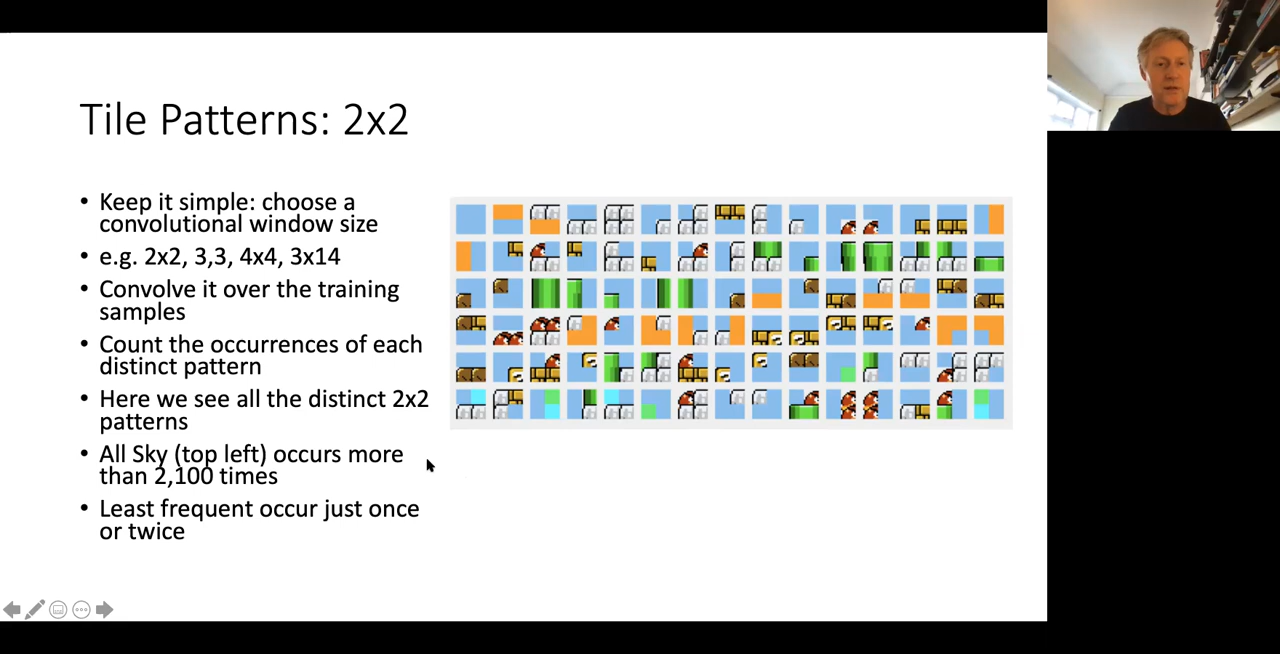 Tile Patterns: 2x2
• Keep it simple: choose a
convolutional window size
• e.g. 2x2, 3,3, 4x4, 3x14
• Convolve it over the training
samples
• Count the occurrences of each
distinct pattern
• Here we see all the distinct 2x2
patterns
• All Sky (top left) occurs more
than 2,100 times
• Least frequent occur just once
or twice